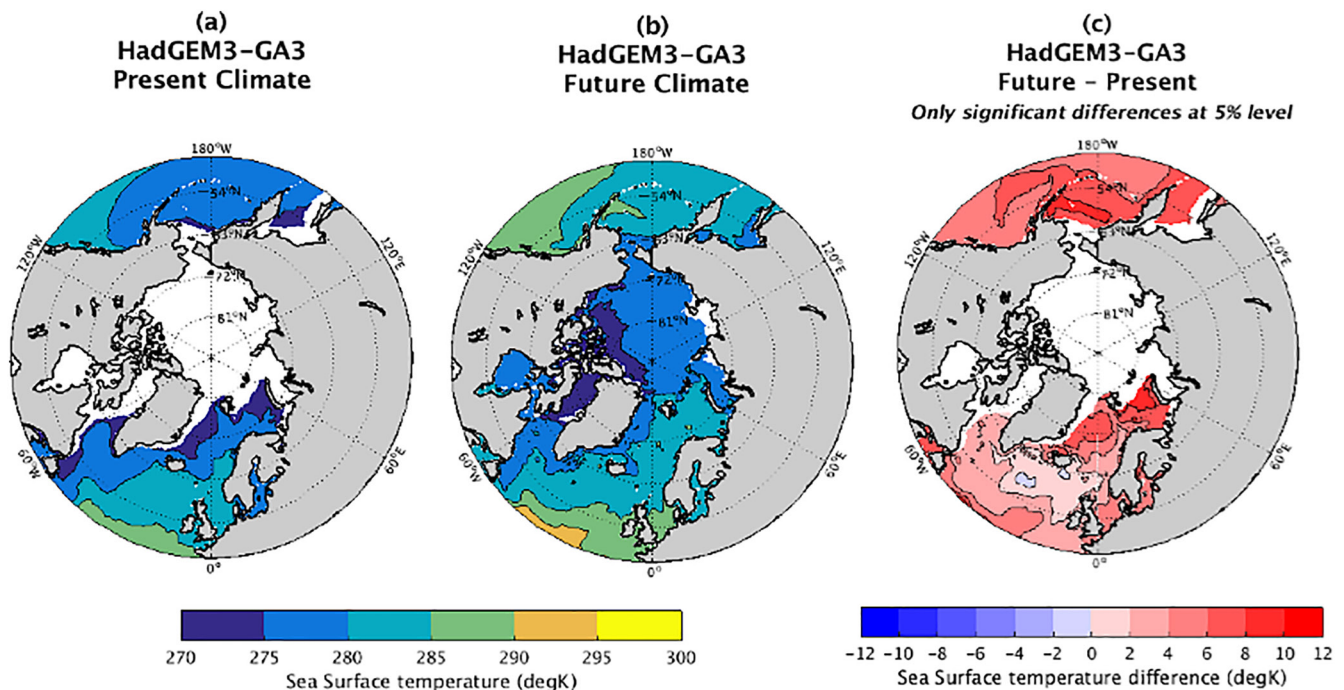 (a)
HadGEM3-GA3
Present Climate
(b)
HadGEM3-GA3
Future Climate
(c)
HadGEM3-GA3
Future - Present
Only significant differences at 5% level
180°W
54°N
63°N
72°N
81°N
120°W
120°E
60°W
60°E
0°
180°W
54°N
63°N
72°N
81°N
120°W
120°E
60°W
60°E
0°
180°W
54°N
63°N
72°N
81°N
120°W
120°E
60°W
60°E
0°
270 275 280 285 290 295 300
Sea Surface temperature (degK)
-12 -10 -8 -6 -4 -2 0 2 4 6 8 10 12
Sea Surface temperature difference (degK)